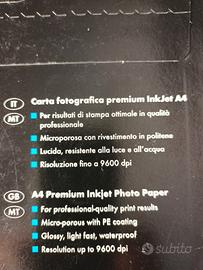 IT
MT
Carta fotografica premium InkJet A4
Per risultati di stampa ottimale in qualità
professionale
Microporosa con rivestimento in politene
Lucida, resistente alla luce e all'acqua
Risoluzione fino a 9600 dpi
GB
MT
A4 Premium Inkjet Photo Paper
For professional-quality print results
Micro-porous with PE coating
Glossy, light fast, waterproof
Resolution up to 9600 dpi
subito